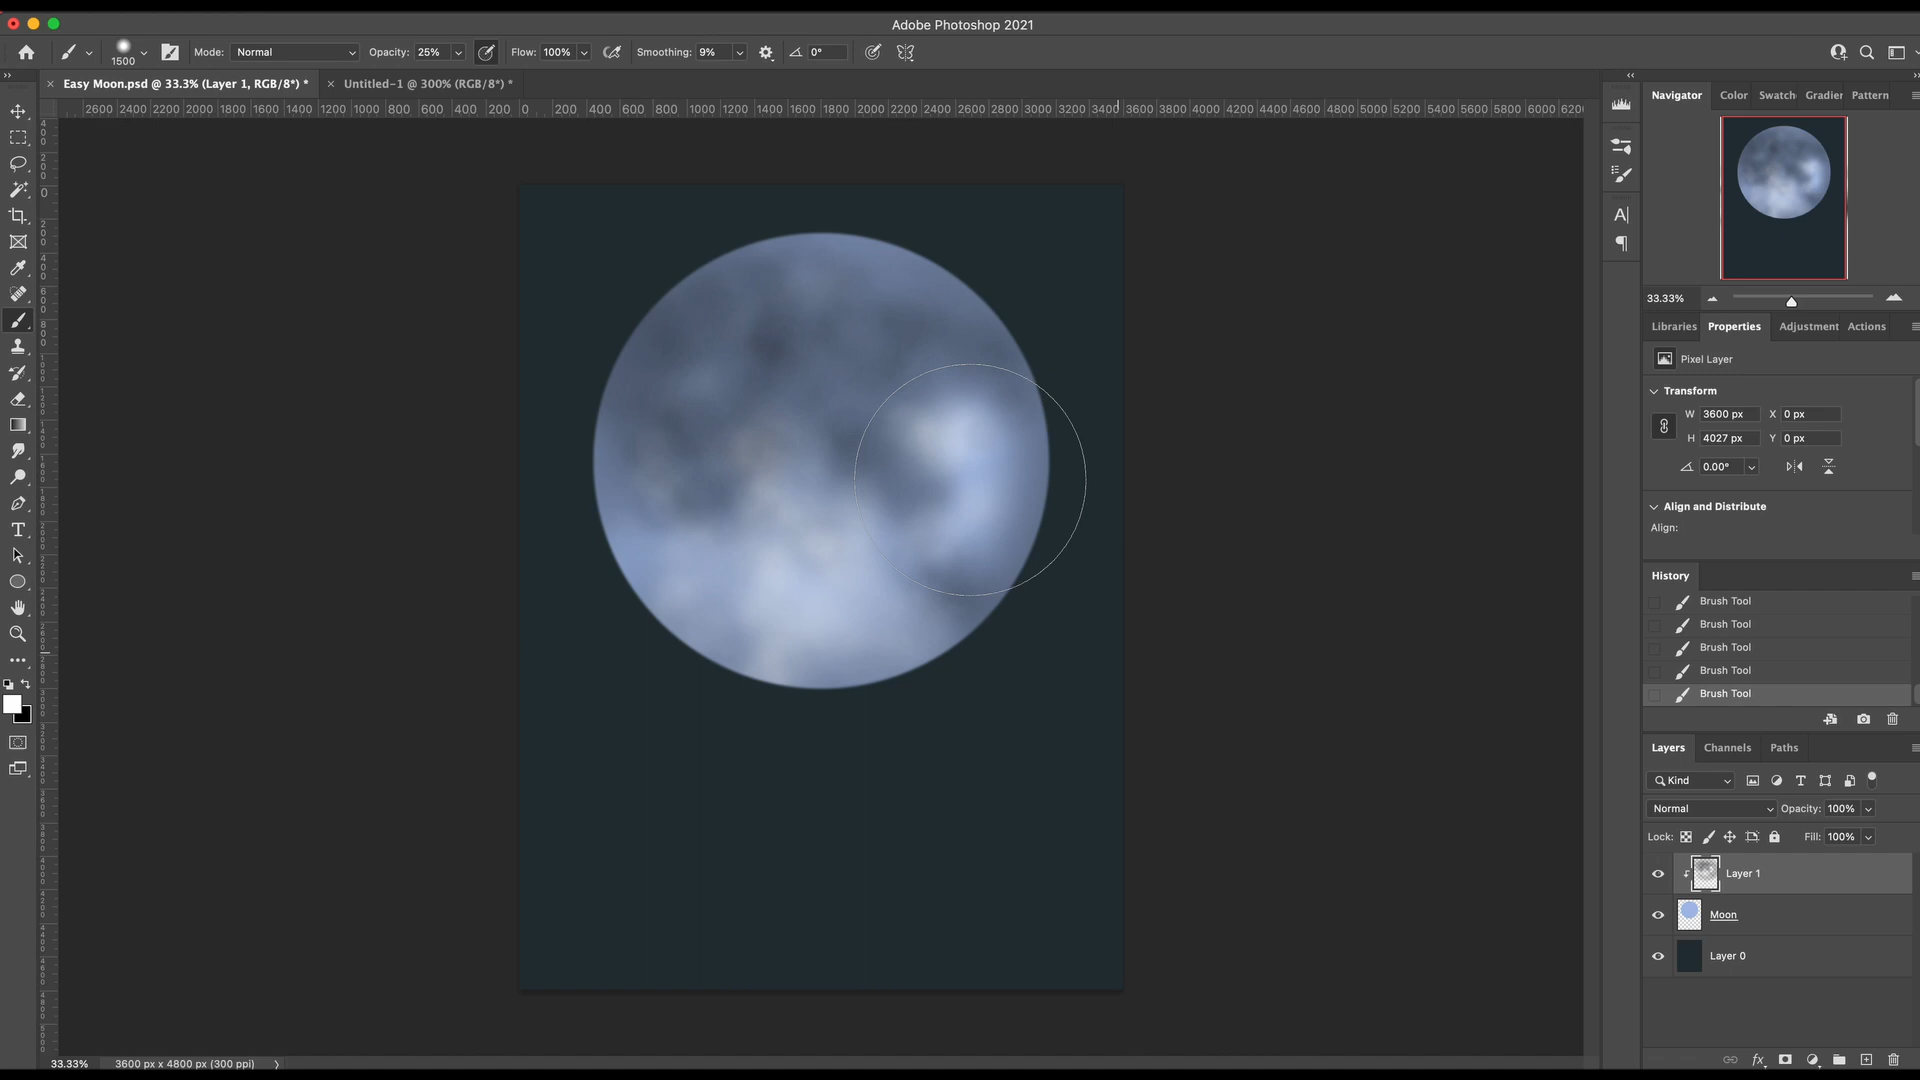 Adobe Photoshop 2021
1500 Mode: Normal Opacity: 25% Flow: 100% Smoothing: 9% 0°
Easy Moon.psd @ 33.3% (Layer 1, RGB/8*) * Untitled-1 @ 300% (RGB/8*) *
2600 2400 2200 2000 1800 1600 1400 1200 1000 800 600 400 200 0 200 400 600 800 1000 1200 1400 1600 1800 2000 2200 2400 2600 2800 3000 3200 3400 3600 3800 4000 4200 4400 4600 4800 5000 5200 5400 5600 5800 6000 620
Navigator Color Swatch Gradier Pattern
33.33%
Libraries Properties Adjustment Actions
Pixel Layer
Transform
W 3600 px X 0 px
H 4027 px Y 0 px
0.00°
Align and Distribute
Align:
History
Brush Tool
Brush Tool
Brush Tool
Brush Tool
Brush Tool
Layers Channels Paths
Kind
Normal Opacity: 100%
Lock: Fill: 100%
Layer 1
Moon
Layer 0
fx
33.33% 3600 px x 4800 px (300 ppi)